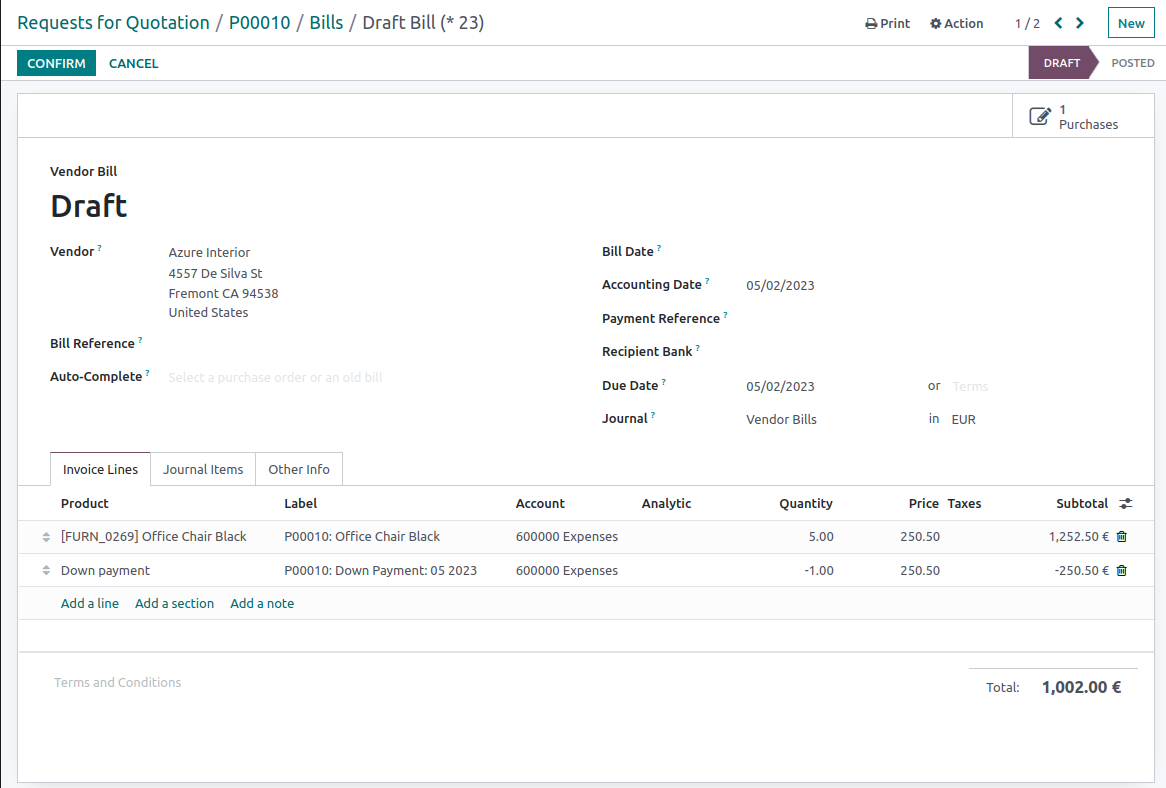 Requests for Quotation / P00010 / Bills / Draft Bill (* 23) Print Action 1 / 2 New
CONFIRM CANCEL DRAFT POSTED
1
Purchases
Vendor Bill
Draft
Vendor ? Azure Interior Bill Date ?
4557 De Silva St Accounting Date ? 05/02/2023
Fremont CA 94538
United States Payment Reference ?
Bill Reference ? Recipient Bank ?
Auto-Complete ? Select a purchase order or an old bill Due Date ? 05/02/2023 or Terms
Journal ? Vendor Bills in EUR
Invoice Lines Journal Items Other Info
Product Label Account Analytic Quantity Price Taxes Subtotal
[FURN_0269] Office Chair Black P00010: Office Chair Black 600000 Expenses 5.00 250.50 1,252.50 €
Down payment P00010: Down Payment: 05 2023 600000 Expenses -1.00 250.50 -250.50 €
Add a line Add a section Add a note
Terms and Conditions Total: 1,002.00 €